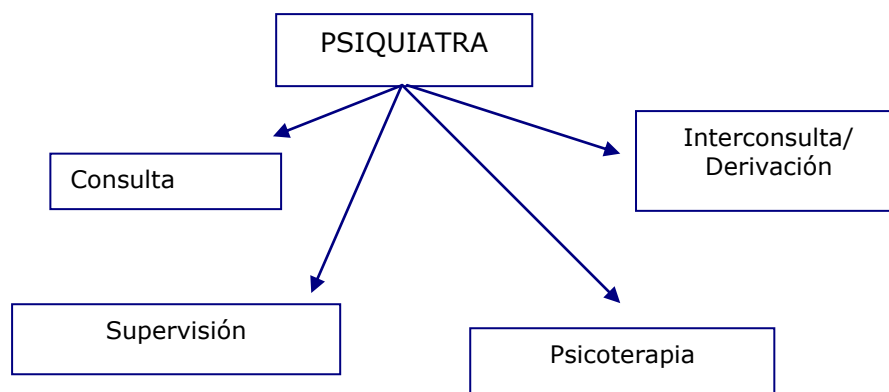 PSIQUIATRA
Consulta
Interconsulta/
Derivación
Supervisión
Psicoterapia